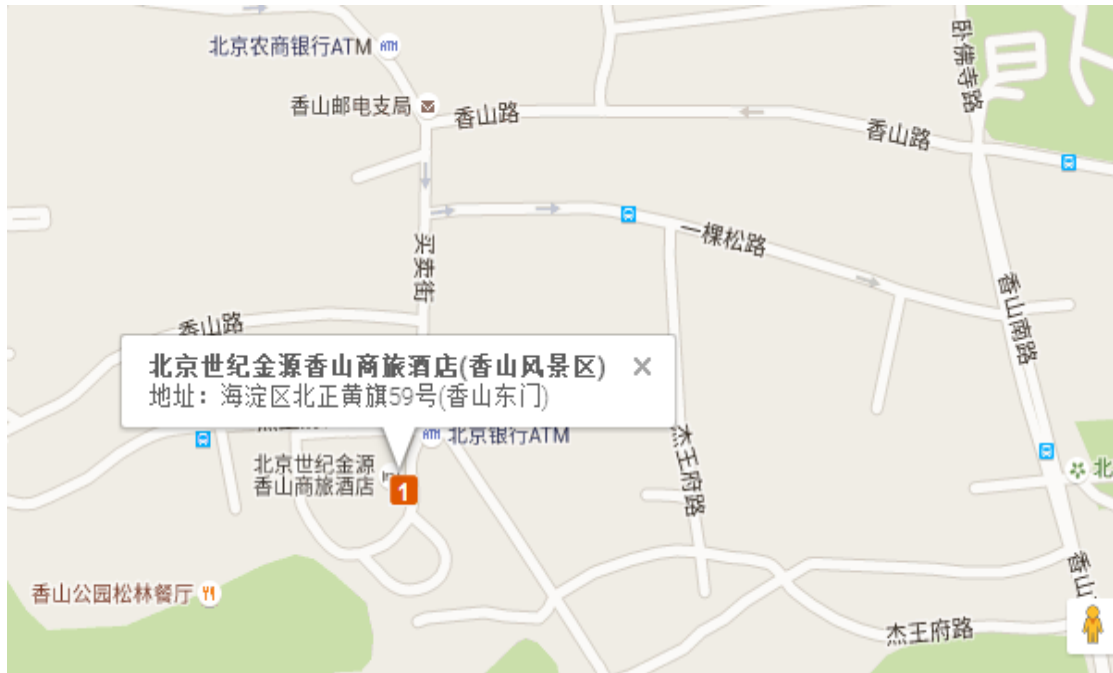 北京农商银行ATM
ATM
卧佛寺路
香山邮电支局
香山路
香山路
买卖街
一棵松路
香山南路
香山路
北京世纪金源香山商旅酒店(香山风景区)
地址：海淀区北正黄旗59号(香山东门)
ATM
北京银行ATM
杰王府路
北京世纪金源
香山商旅酒店
1
北
香山公园松林餐厅
香山
杰王府路